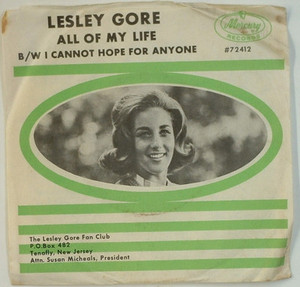 LESLEY GORE
ALL OF MY LIFE
B/W I CANNOT HOPE FOR ANYONE
Mercury
RECORDS
#72412
The Lesley Gore Fan Club
P.O.Box 482
Tenafly, New Jersey
Attn. Susan Micheals, President